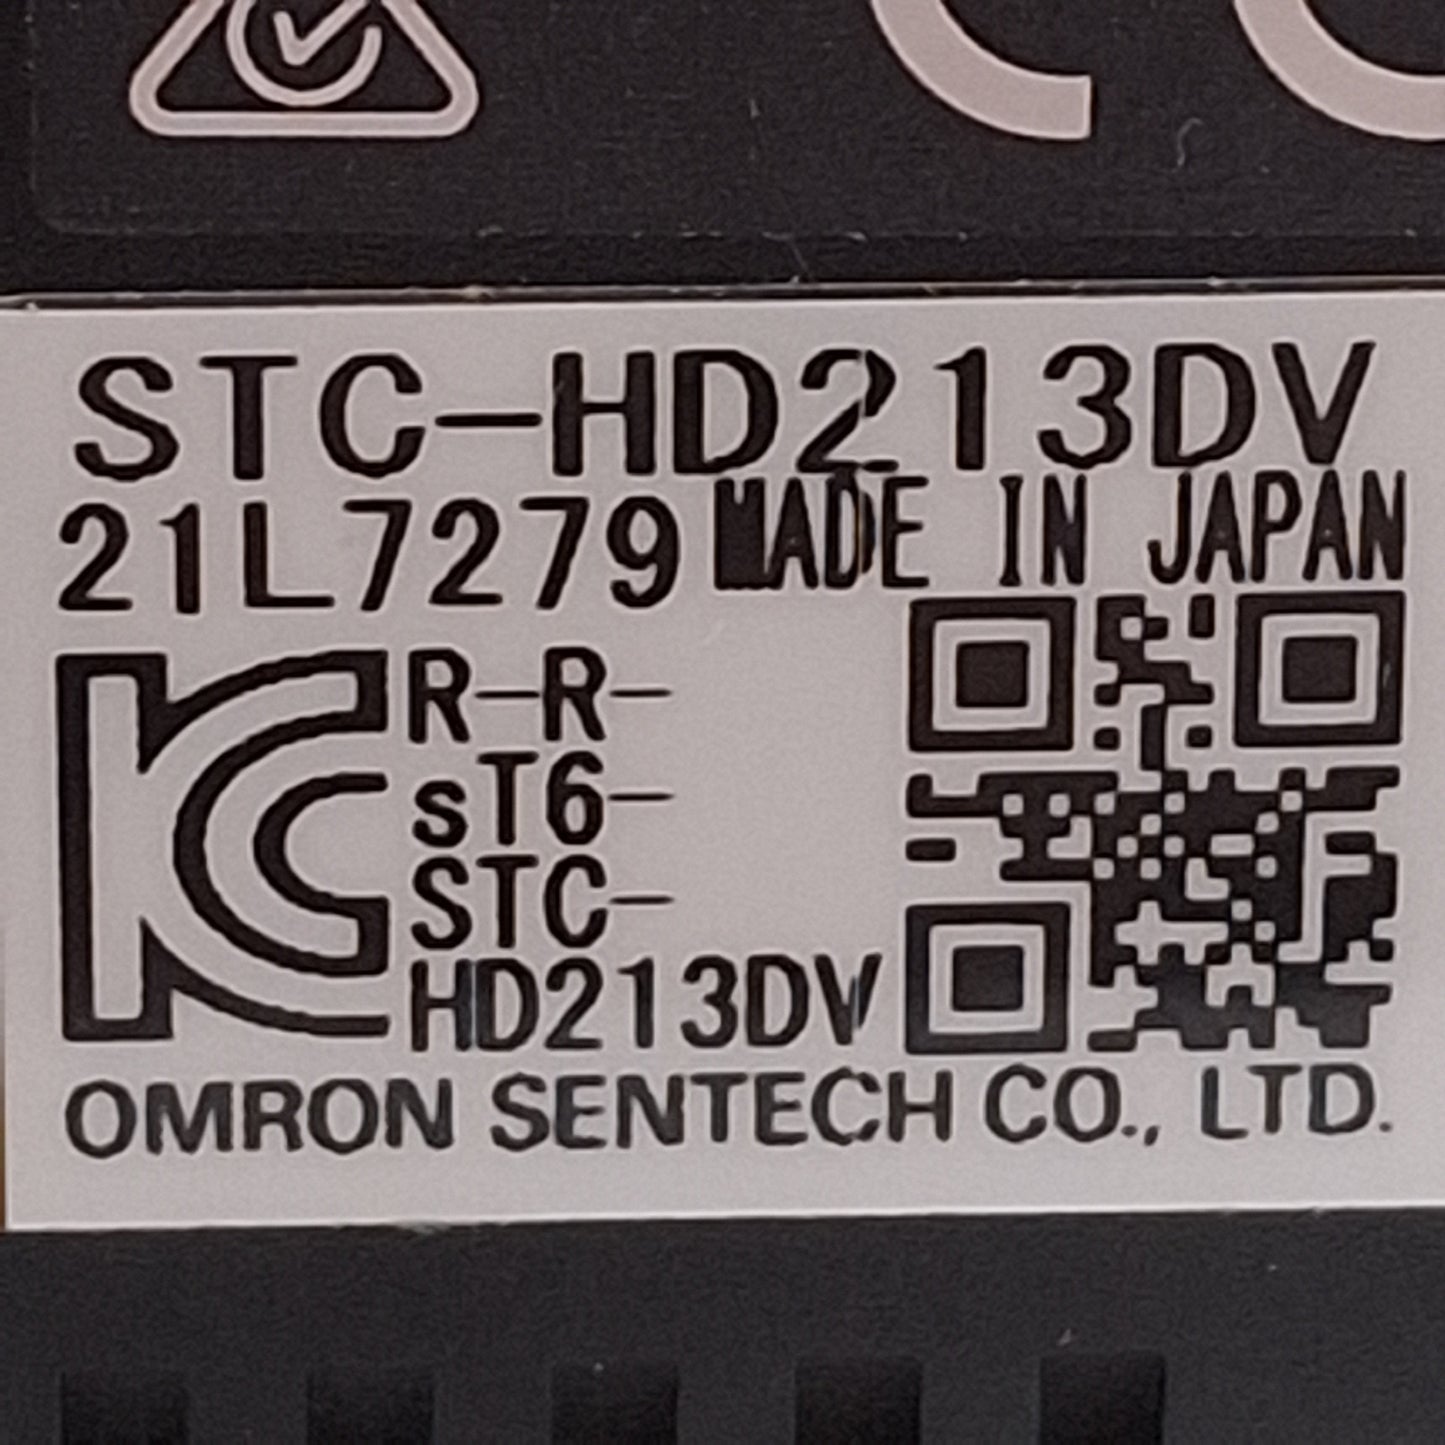 STC-HD213DV
21L7279 MADE IN JAPAN
R-R-
sT6-
STC-
HD213DV
OMRON SENTECH CO., LTD.